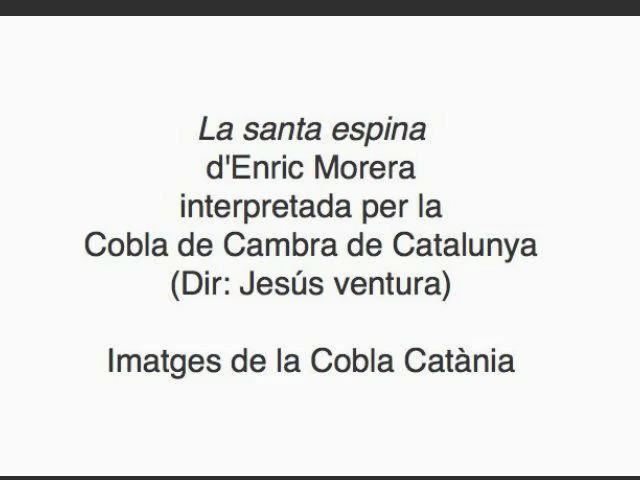 La santa espina
d'Enric Morera
interpretada per la
Cobla de Cambra de Catalunya
(Dir: Jesús ventura)
Imatges de la Cobla Catània